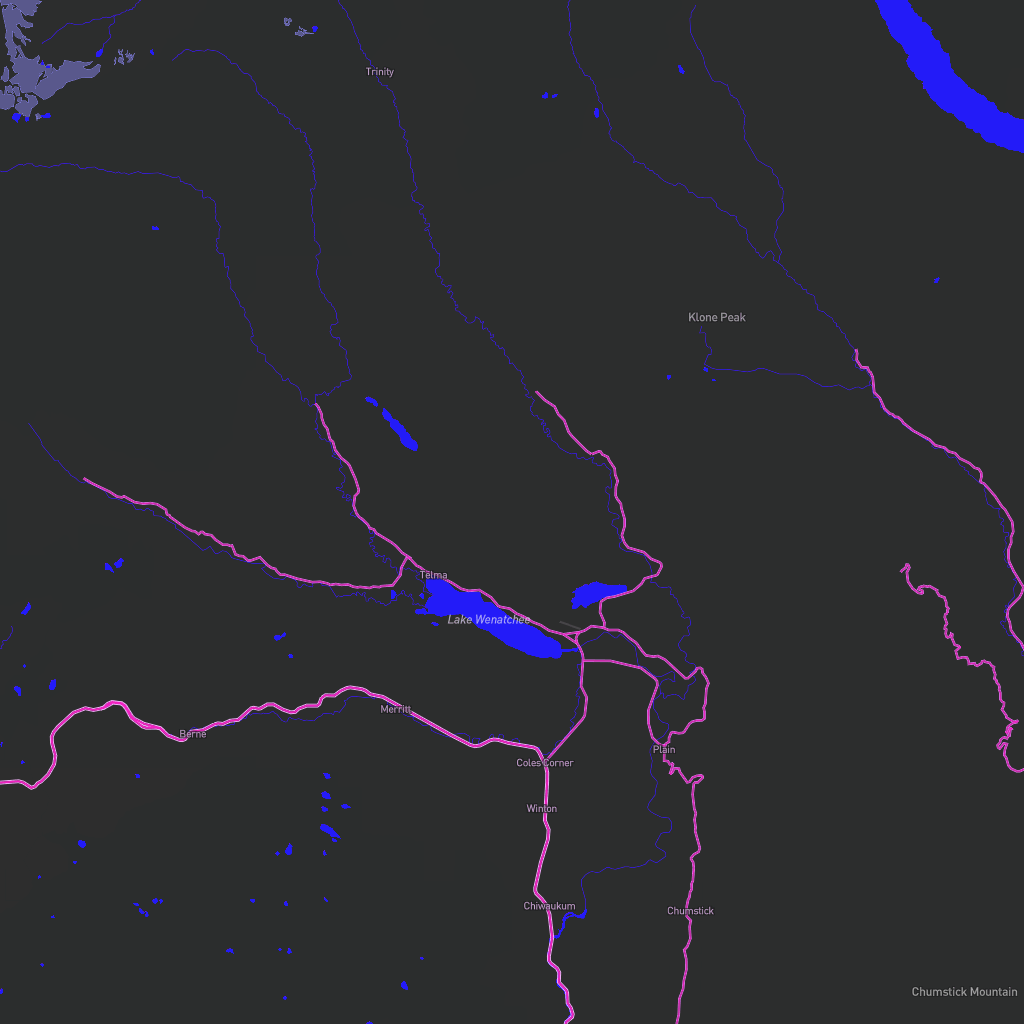 Trinity
Klone Peak
Telma
Lake Wenatchee
Merritt
Berne
Plain
Coles Corner
Winton
Chiwaukum
Chumstick
Chumstick Mountain